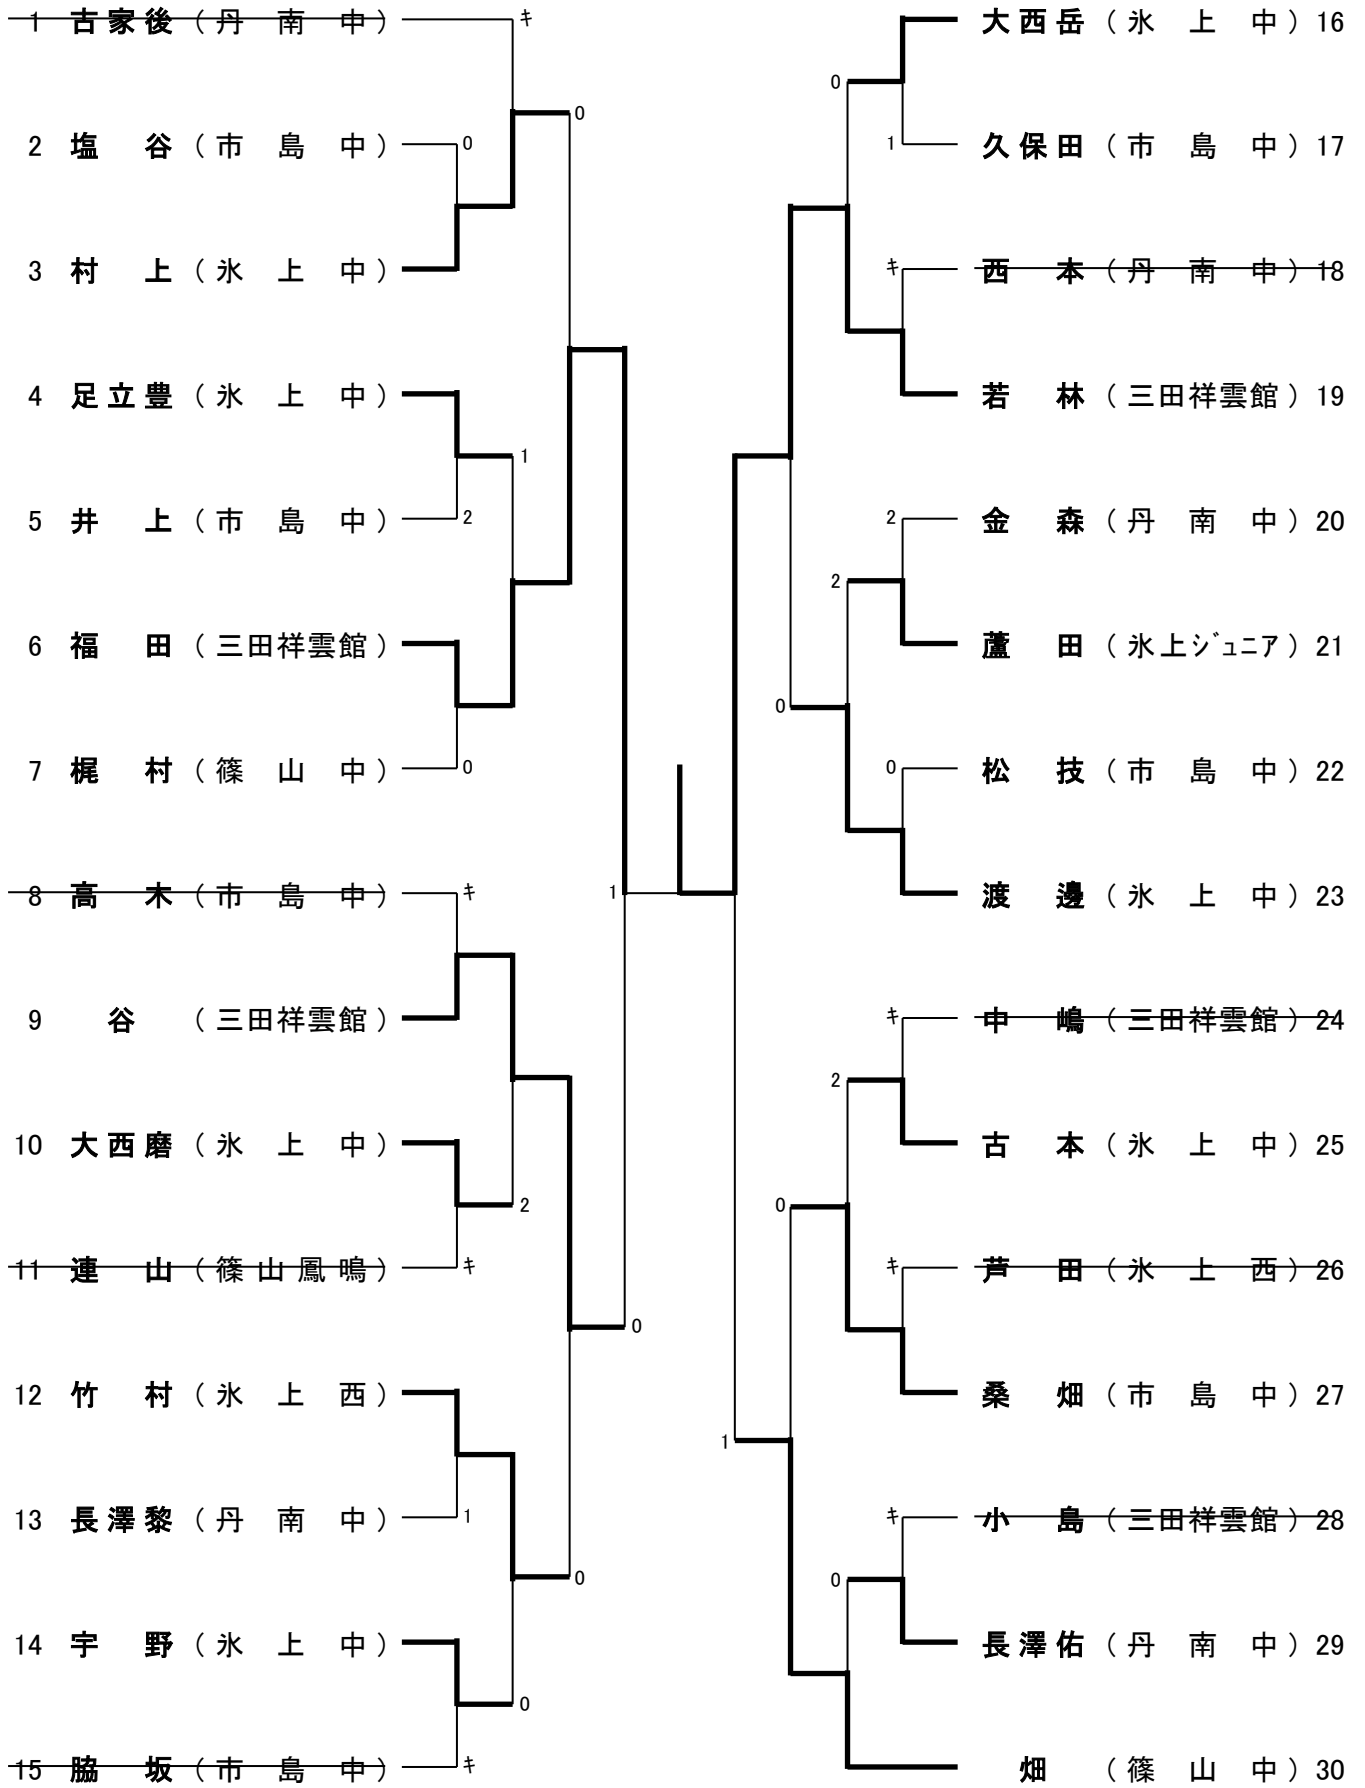 1 古家後 (丹南中) キ
2 塩谷 (市島中) 0
0
3 村上 (氷上中)
4 足立豊 (氷上中)
1
5 井上 (市島中) 2
6 福田 (三田祥雲館)
7 梶村 (篠山中) 0
8 高木 (市島中) キ
1
9 谷 (三田祥雲館)
10 大西磨 (氷上中)
2
11 連山 (篠山鳳鳴) キ
0
12 竹村 (氷上西)
13 長澤黎 (丹南中) 1
0
14 宇野 (氷上中)
0
15 脇坂 (市島中) キ
大西岳 (氷上中) 16
0
1 久保田 (市島中) 17
キ 西本 (丹南中) 18
若林 (三田祥雲館) 19
2 金森 (丹南中) 20
2
蘆田 (氷上ジュニア) 21
0
0 松技 (市島中) 22
渡邊 (氷上中) 23
キ 中嶋 (三田祥雲館) 24
2
古本 (氷上中) 25
0
キ 芦田 (氷上西) 26
桑畑 (市島中) 27
1
キ 小島 (三田祥雲館) 28
0
長澤佑 (丹南中) 29
畑 (篠山中) 30